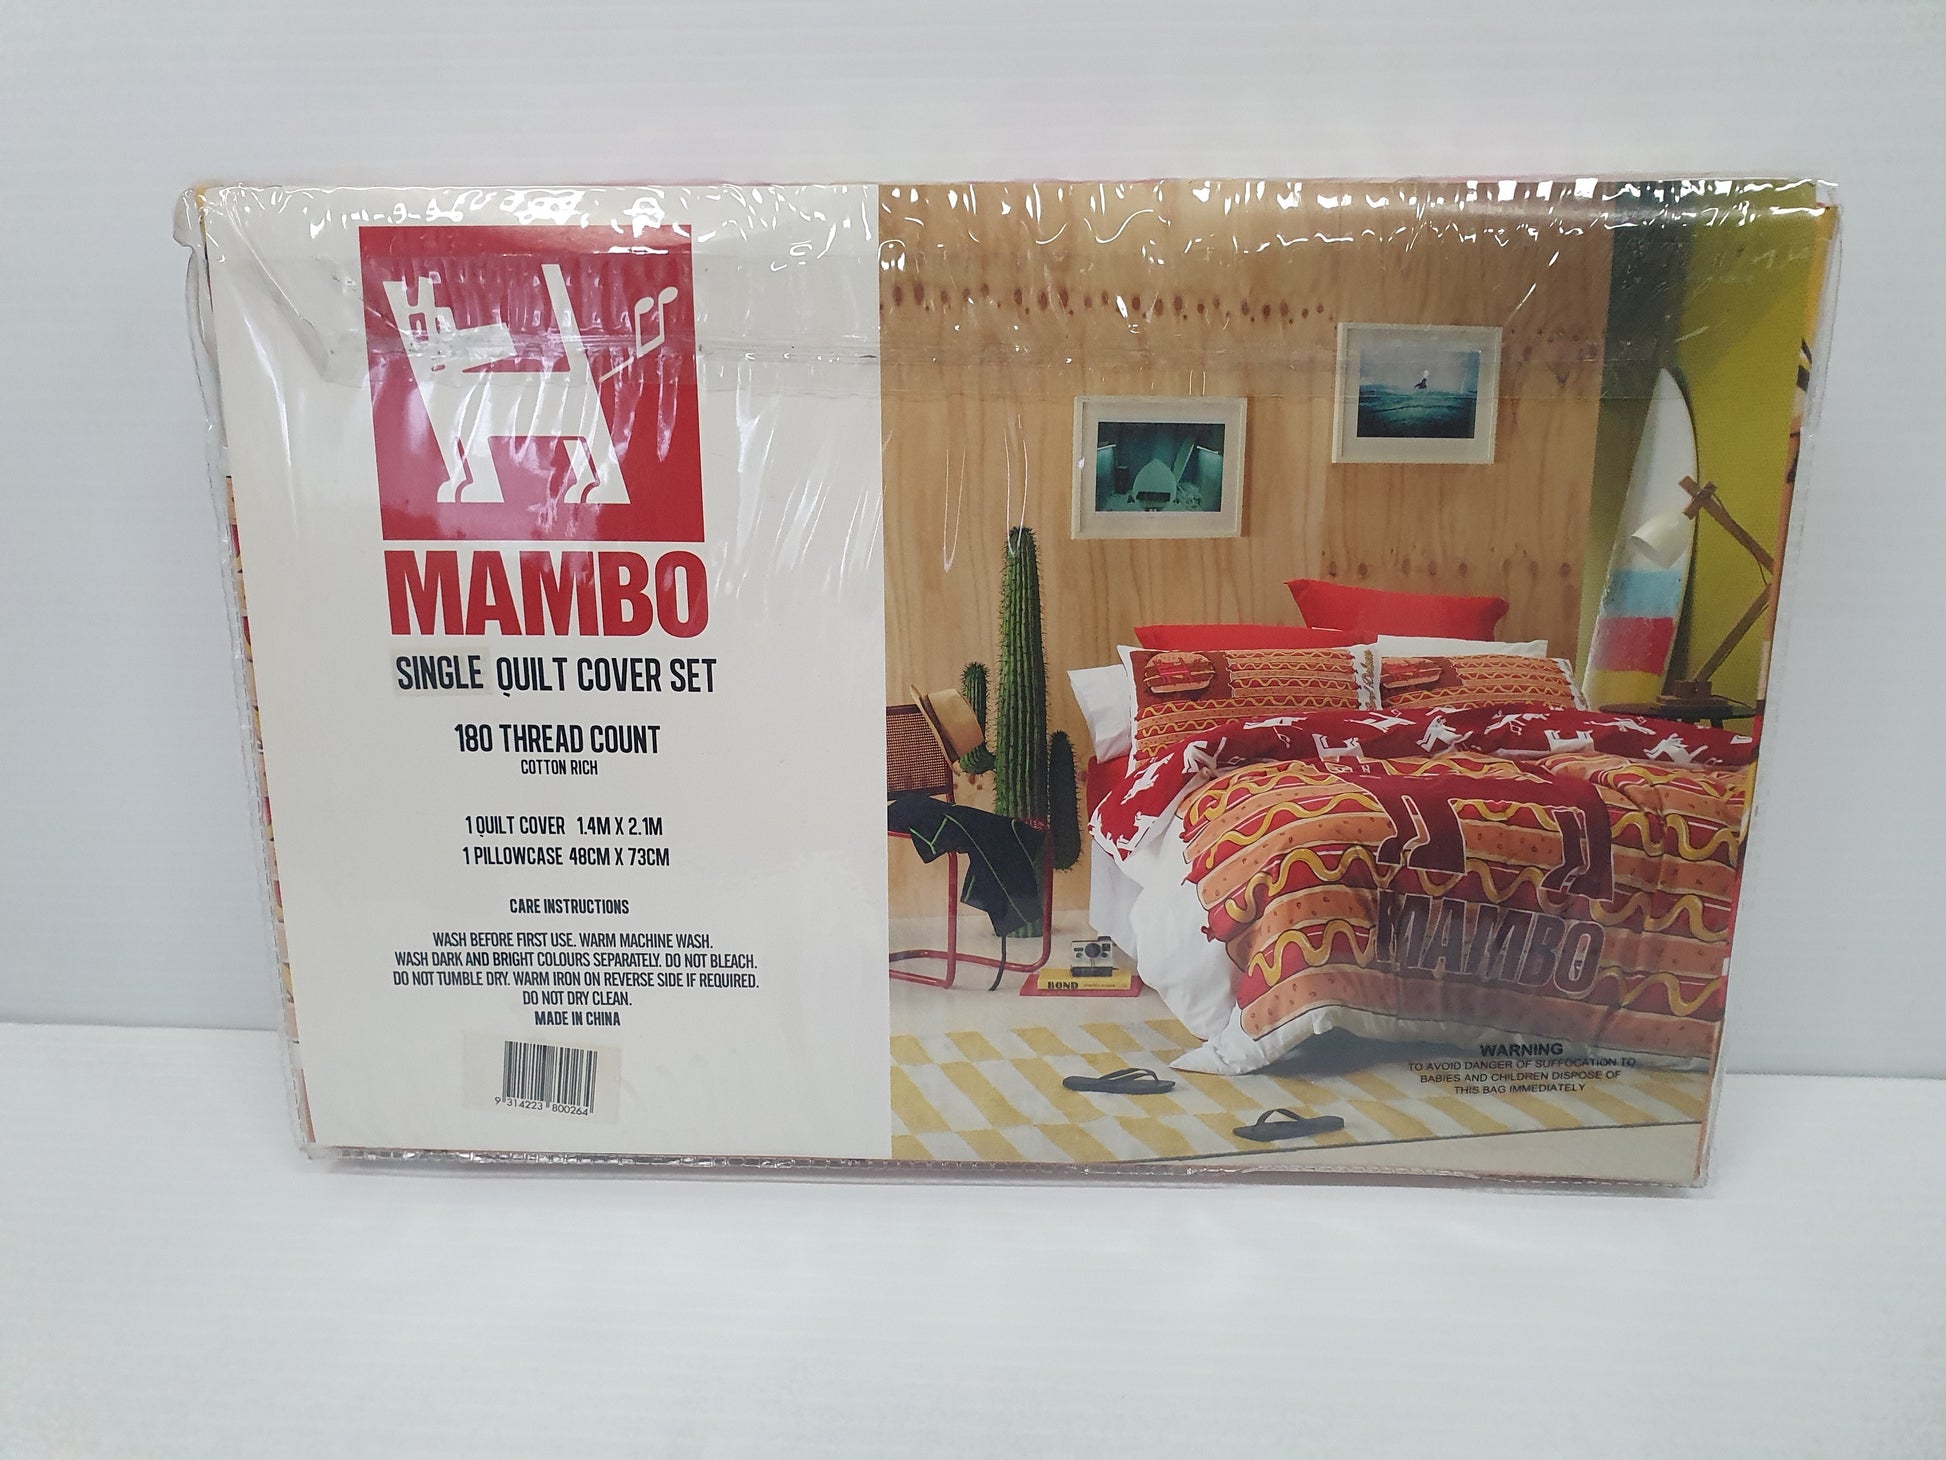 MAMBO
SINGLE QUILT COVER SET
180 THREAD COUNT
COTTON RICH
1 QUILT COVER 1.4M X 2.1M
1 PILLOWCASE 48CM X 73CM
CARE INSTRUCTIONS
WASH BEFORE FIRST USE. WARM MACHINE WASH.
WASH DARK AND BRIGHT COLOURS SEPARATELY. DO NOT BLEACH.
DO NOT TUMBLE DRY. WARM IRON ON REVERSE SIDE IF REQUIRED.
DO NOT DRY CLEAN.
MADE IN CHINA
9 314223 800264
MAMBO
BOND
WARNING
TO AVOID DANGER OF SUFFOCATION TO
BABIES AND CHILDREN DISPOSE OF
THIS BAG IMMEDIATELY